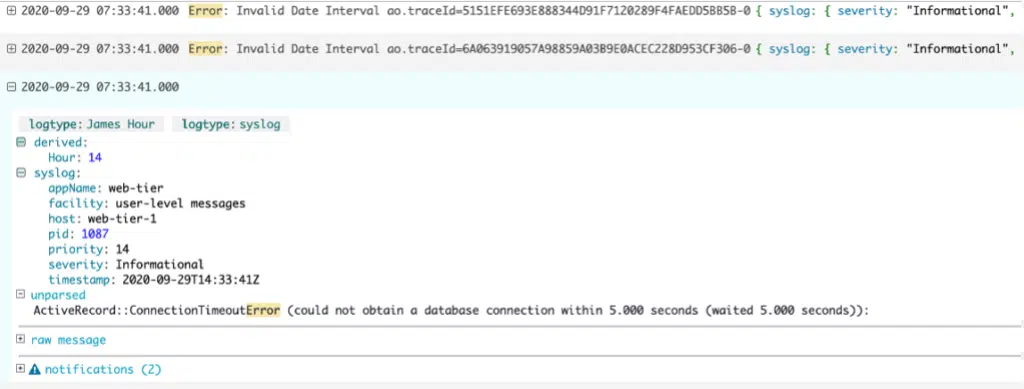 2020-09-29 07:33:41.000 Error: Invalid Date Interval ao.traceId=5151EFE693E888344D91F7120289F4FAEDD5BB5B-0 { syslog: { severity: "Informational",
2020-09-29 07:33:41.000 Error: Invalid Date Interval ao.traceId=6A063919057A98859A03B9E0ACEC228D953CF306-0 { syslog: { severity: "Informational",
2020-09-29 07:33:41.000
logtype: James Hour logtype: syslog
derived:
Hour: 14
syslog:
appName: web-tier
facility: user-level messages
host: web-tier-1
pid: 1087
priority: 14
severity: Informational
timestamp: 2020-09-29T14:33:41Z
unparsed
ActiveRecord::ConnectionTimeoutError (could not obtain a database connection within 5.000 seconds (waited 5.000 seconds)):
raw message
notifications (2)